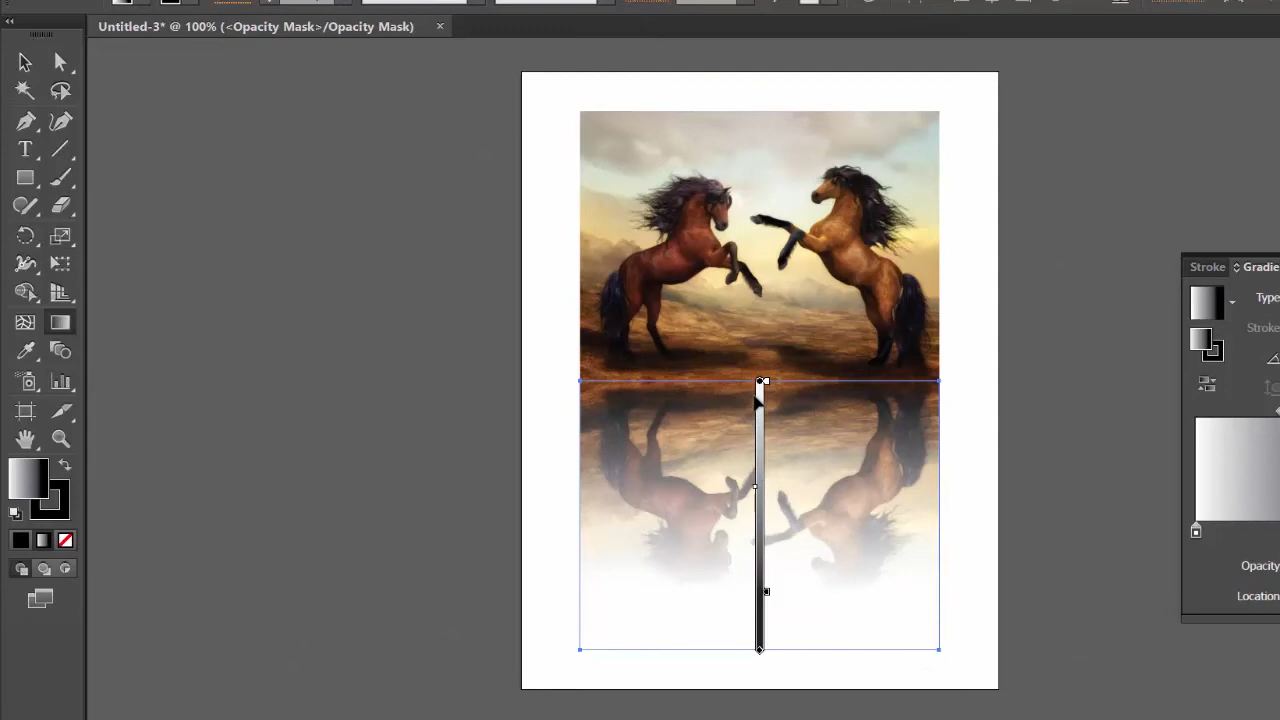 Untitled-3* @ 100% (<Opacity Mask>/Opacity Mask) ×
Stroke Gradie
Type
Stroke
Opacity
Location